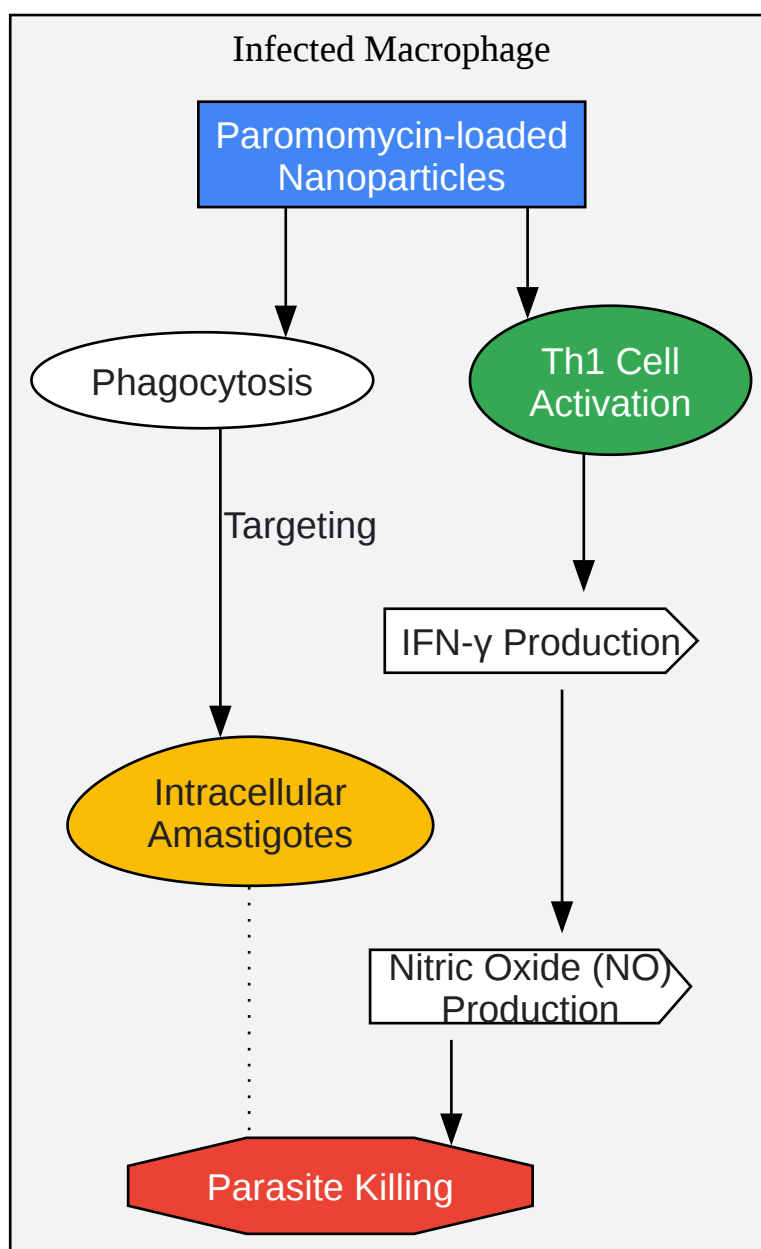 Infected Macrophage
Paromomycin-loaded
Nanoparticles
Phagocytosis
Th1 Cell
Activation
Targeting
IFN-γ Production
Intracellular
Amastigotes
Nitric Oxide (NO)
Production
Parasite Killing